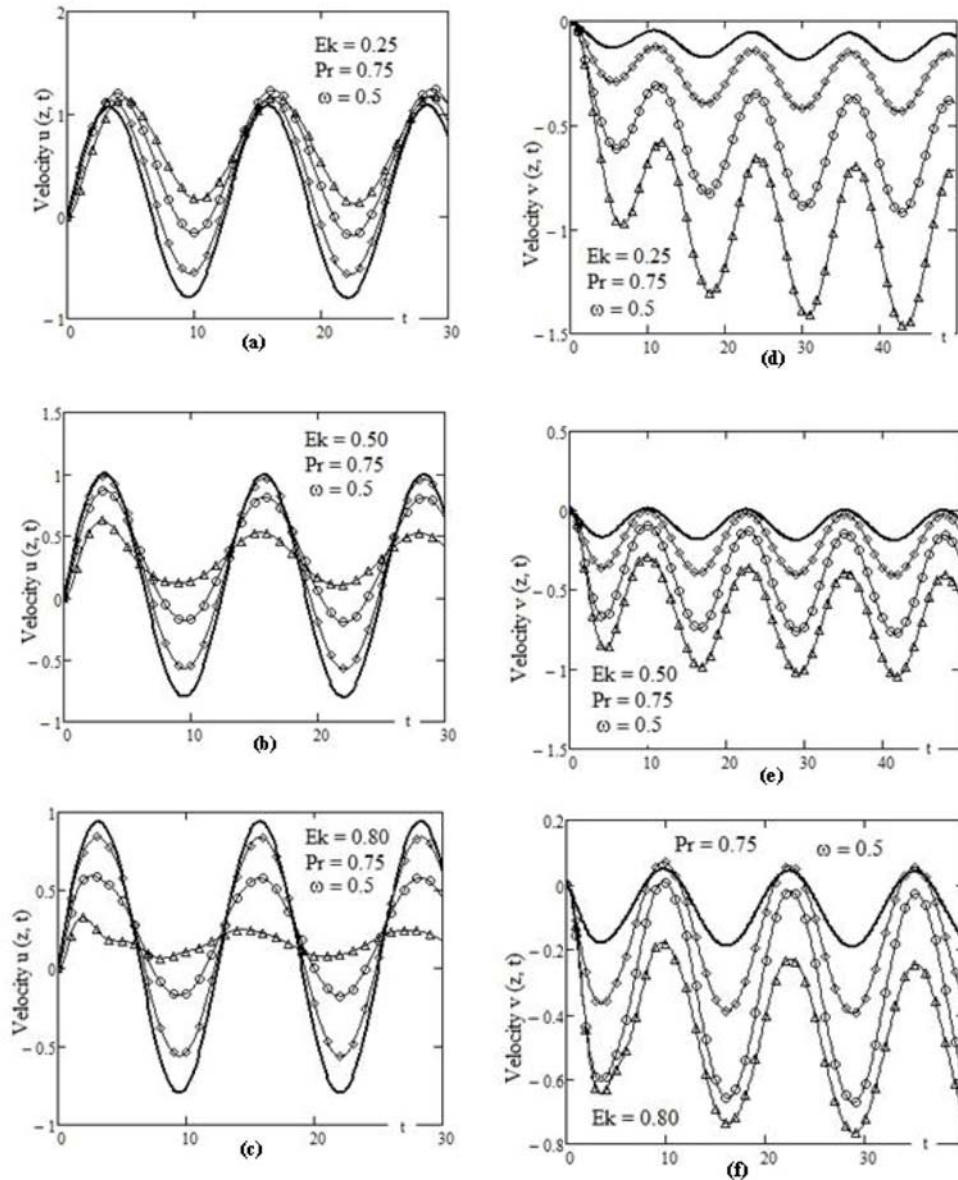 2
Ek = 0.25
Pr = 0.75
ω = 0.5
1
0
– 1
Velocity u (z, t)
0
10
20
30
t
(a)
1.5
Ek = 0.50
Pr = 0.75
ω = 0.5
1
0.5
0
– 0.5
– 1
Velocity u (z, t)
0
10
20
30
t
(b)
1
Ek = 0.80
Pr = 0.75
ω = 0.5
0.5
0
– 0.5
– 1
Velocity u (z, t)
0
10
20
30
t
(c)
0
– 0.5
– 1
– 1.5
Velocity v (z, t)
Ek = 0.25
Pr = 0.75
ω = 0.5
0
10
20
30
40
t
(d)
0.5
0
– 0.5
– 1
– 1.5
Velocity v (z, t)
Ek = 0.50
Pr = 0.75
ω = 0.5
0
10
20
30
40
t
(e)
0.2
Pr = 0.75
ω = 0.5
0
– 0.2
– 0.4
– 0.6
– 0.8
Velocity v (z, t)
Ek = 0.80
0
10
20
30
t
(f)